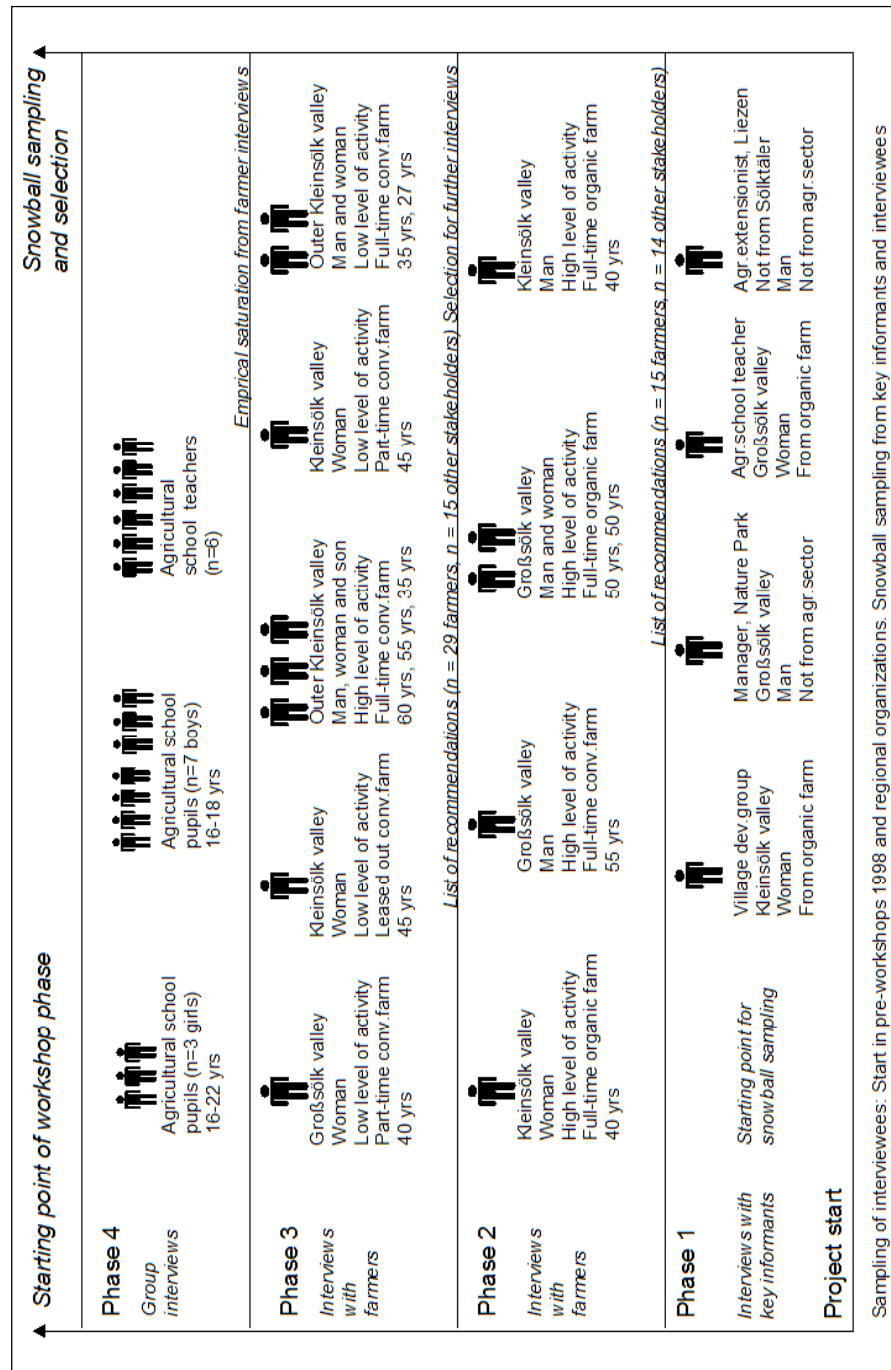 Starting point of workshop phase
Snowball sampling
and selection
Phase 4
Group
interviews
Agricultural school
pupils (n=3 girls)
16-22 yrs
Agricultural school
pupils (n=7 boys)
16-18 yrs
Agricultural
school teachers
(n=6)
Emprical saturation from farmer interviews
Phase 3
Interviews
with
farmers
Großsölk valley
Woman
Low level of activity
Part-time conv.farm
40 yrs
Kleinsölk valley
Woman
Low level of activity
Leased out conv.farm
45 yrs
Outer Kleinsölk valley
Man, woman and son
High level of activity
Full-time conv.farm
60 yrs, 55 yrs, 35 yrs
Kleinsölk valley
Woman
Low level of activity
Part-time conv.farm
45 yrs
Outer Kleinsölk valley
Man and woman
Low level of activity
Full-time conv.farm
35 yrs, 27 yrs
List of recommendations (n = 29 farmers, n = 15 other stakeholders) Selection for further interviews
Phase 2
Interviews
with
farmers
Kleinsölk valley
Woman
High level of activity
Full-time organic farm
40 yrs
Großsölk valley
Man
High level of activity
Full-time conv.farm
55 yrs
Großsölk valley
Man and woman
High level of activity
Full-time organic farm
50 yrs, 50 yrs
Kleinsölk valley
Man
High level of activity
Full-time organic farm
40 yrs
List of recommendations (n = 15 farmers, n = 14 other stakeholders)
Phase 1
Interviews with
key informants
Starting point for
snowball sampling
Village dev.group
Kleinsölk valley
Woman
From organic farm
Manager, Nature Park
Großsölk valley
Man
Not from agr.sector
Agr.school teacher
Großsölk valley
Woman
From organic farm
Agr.extensionist, Liezen
Not from Sölktäler
Man
Not from agr.sector
Project start
Sampling of interviewees: Start in pre-workshops 1998 and regional organizations. Snowball sampling from key informants and interviewees